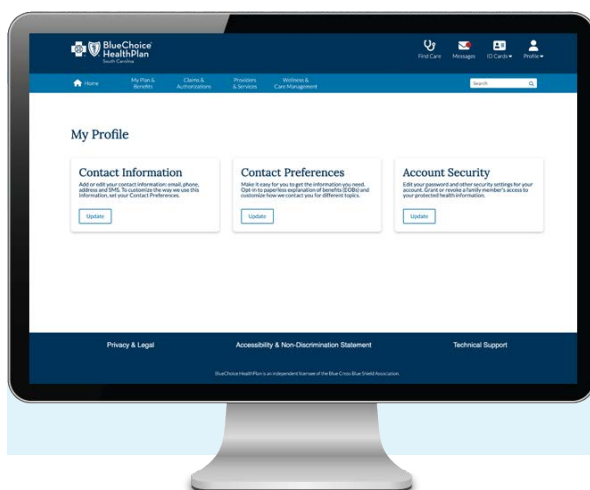 BlueChoice
HealthPlan
South Carolina
Find Care
Messages
ID Cards
Profile
Home
My Plan &
Benefits
Claims &
Authorizations
Providers
& Services
Wellness &
Care Management
Search
My Profile
Contact Information
Add or edit your contact information: email, phone,
address and SMS. To customize the way we use this
information, set your Contact Preferences.
Update
Contact Preferences
Make it easy for you to get the information you need.
Opt in to paperless explanation of benefits (EOBs) and
customize how we contact you for different topics.
Update
Account Security
Edit your password and other security settings for your
account. Grant or revoke a family member's access to
your protected health information.
Update
Privacy & Legal
Accessibility & Non-Discrimination Statement
Technical Support
BlueChoice HealthPlan is an independent licensee of the Blue Cross Blue Shield Association.